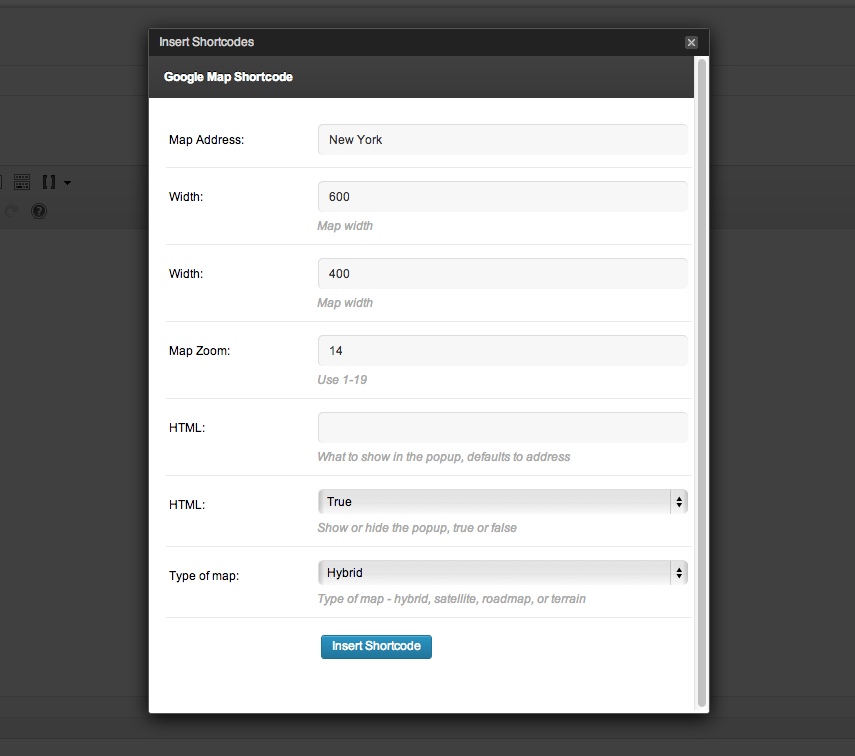 Insert Shortcodes
Google Map Shortcode
Map Address:
New York
Width:
600
Map width
Width:
400
Map width
Map Zoom:
14
Use 1-19
HTML:
What to show in the popup, defaults to address
HTML:
True
Show or hide the popup, true or false
Type of map:
Hybrid
Type of map - hybrid, satellite, roadmap, or terrain
Insert Shortcode